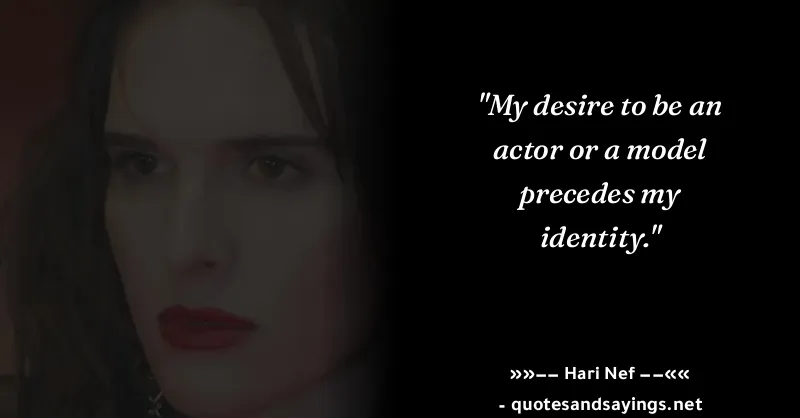 "My desire to be an
actor or a model
precedes my
identity."
»»−− Hari Nef −−««
- quotesandsayings.net